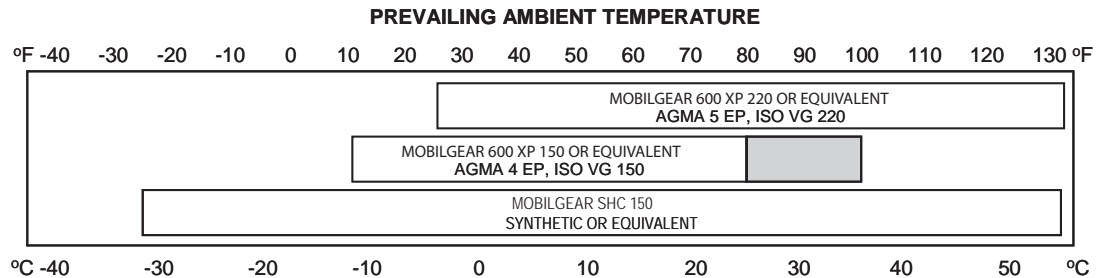 PREVAILING AMBIENT TEMPERATURE
ºF -40 -30 -20 -10 0 10 20 30 40 50 60 70 80 90 100 110 120 130 ºF
MOBILGEAR 600 XP 220 OR EQUIVALENT
AGMA 5 EP, ISO VG 220
MOBILGEAR 600 XP 150 OR EQUIVALENT
AGMA 4 EP, ISO VG 150
MOBILGEAR SHC 150
SYNTHETIC OR EQUIVALENT
ºC -40 -30 -20 -10 0 10 20 30 40 50 ºC